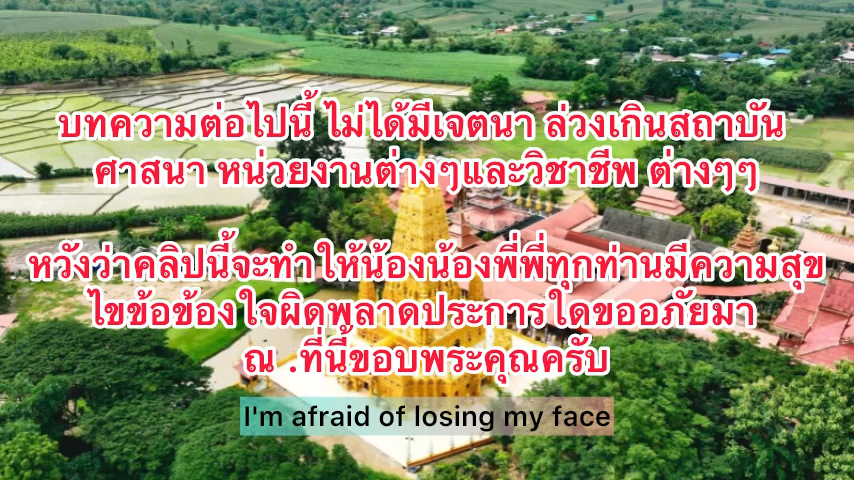 บทความต่อไปนี้ ไม่ได้มีเจตนา ล่วงเกินสถาบัน
ศาสนา หน่วยงานต่างๆและวิชาชีพ ต่างๆๆ
หวังว่าคลิปนี้จะทำให้น้องน้องพี่พี่ทุกท่านมีความสุข
ไขข้อข้องใจผิดพลาดประการใดขออภัยมา
ณ .ที่นี้ขอบพระคุณครับ
I'm afraid of losing my face